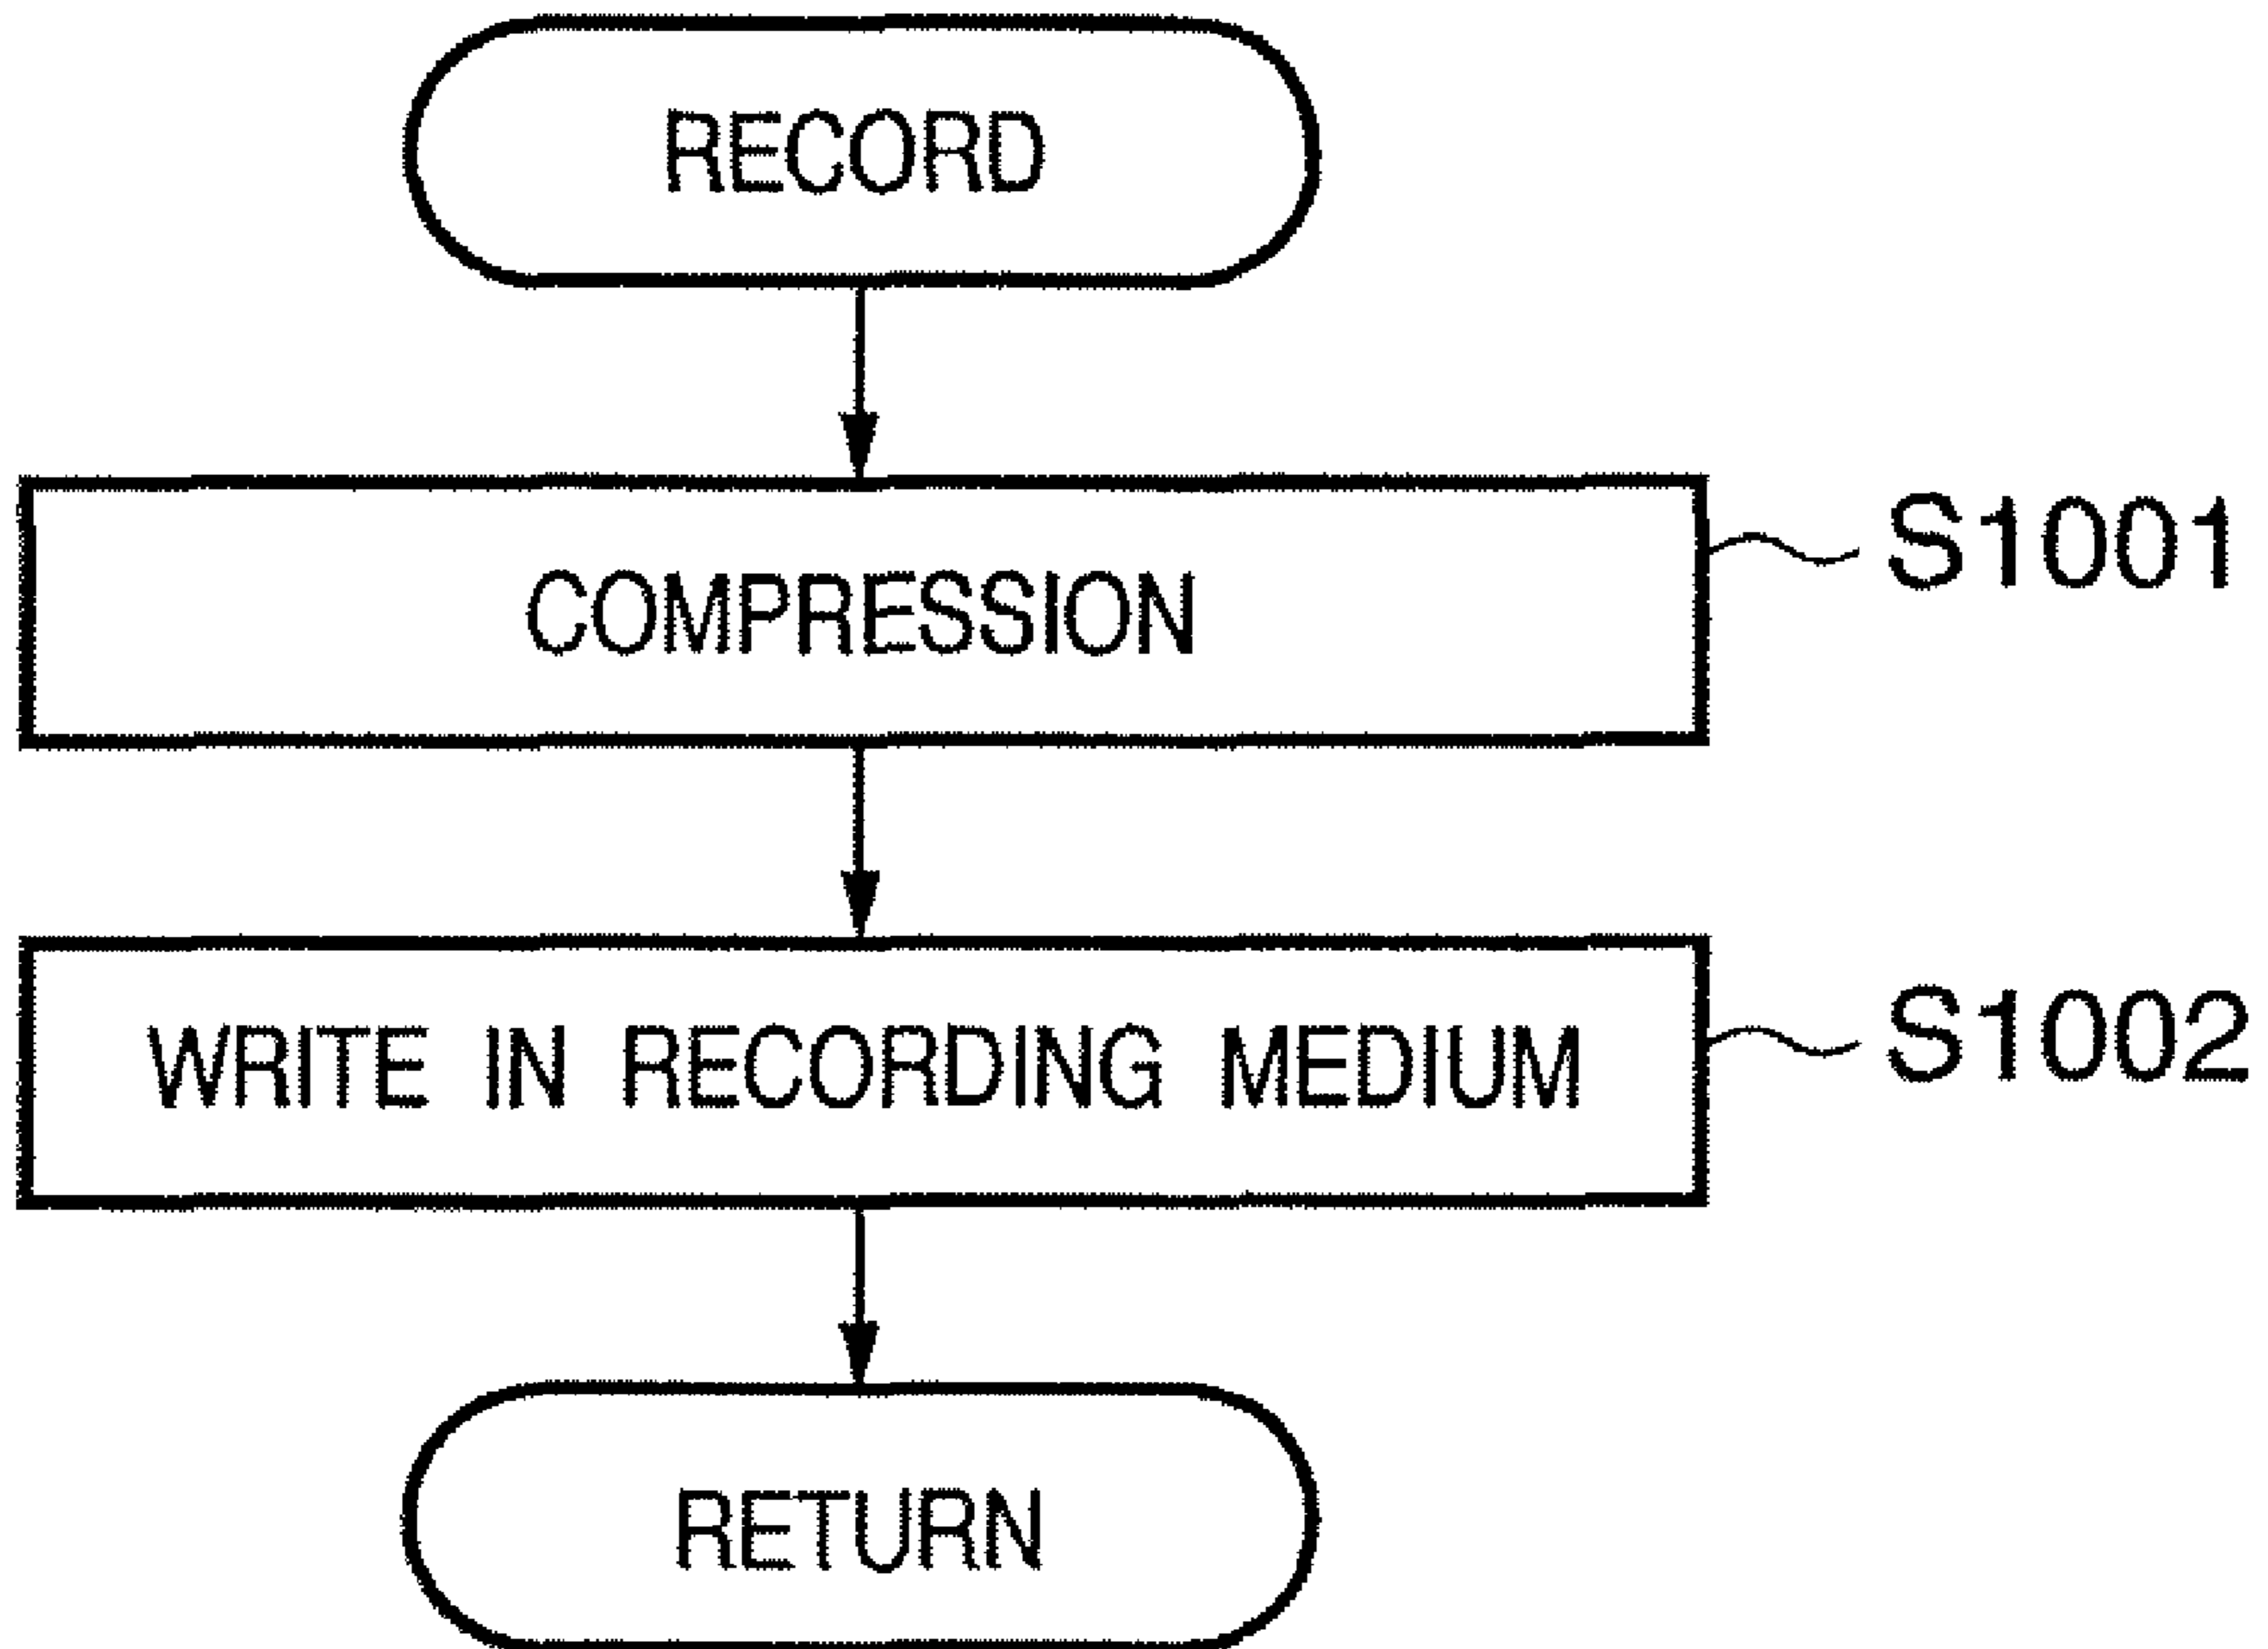 RECORD
COMPRESSION
S1001
WRITE IN RECORDING MEDIUM
S1002
RETURN